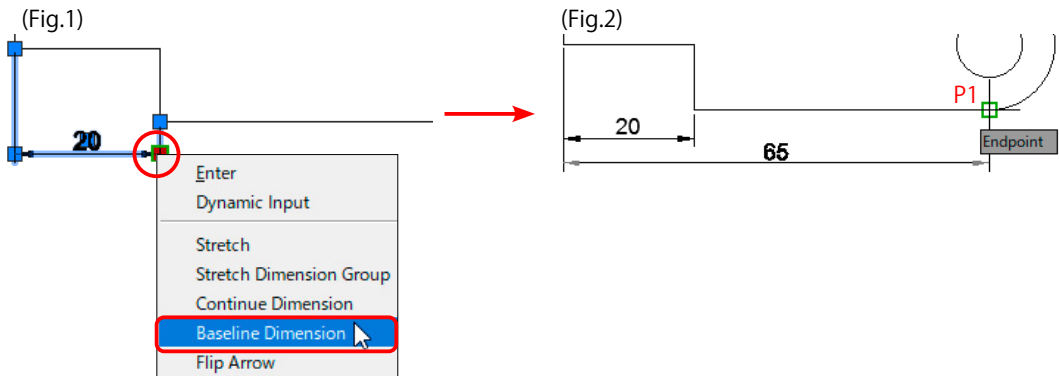 (Fig.1)
20
Enter
Dynamic Input
Stretch
Stretch Dimension Group
Continue Dimension
Baseline Dimension
Flip Arrow
(Fig.2)
P1
Endpoint
20
65